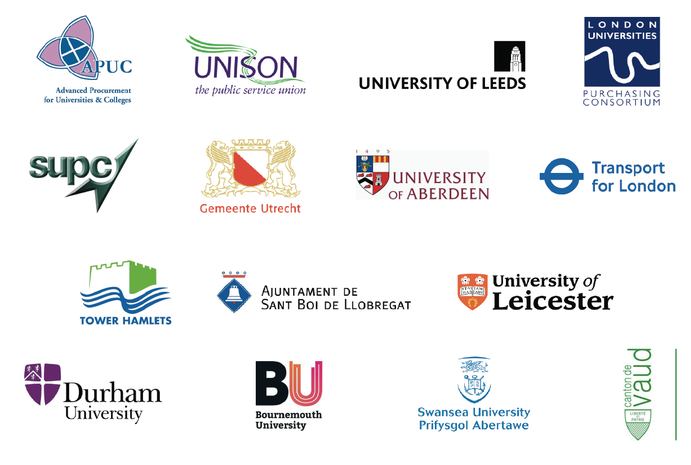 APUC
Advanced Procurement
for Universities & Colleges
UNISON
the public service union
UNIVERSITY OF LEEDS
LONDON
UNIVERSITIES
PURCHASING
CONSORTIUM
supc
Gemeente Utrecht
1495
UNIVERSITY
OF ABERDEEN
Transport
for London
TOWER HAMLETS
AJUNTAMENT DE
SANT BOI DE LLOBREGAT
University of
Leicester
Durham
University
BU
Bournemouth
University
Swansea University
Prifysgol Abertawe
canton de
vaud
LIBERTÉ
ET
PATRIE